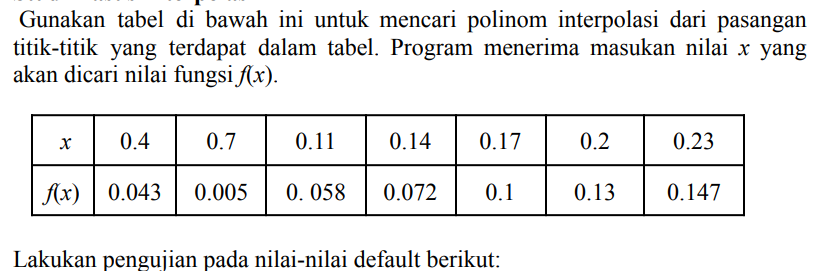 Gunakan tabel di bawah ini untuk mencari polinom interpolasi dari pasangan
titik-titik yang terdapat dalam tabel. Program menerima masukan nilai x yang
akan dicari nilai fungsi f(x).
x 0.4 0.7 0.11 0.14 0.17 0.2 0.23
f(x) 0.043 0.005 0. 058 0.072 0.1 0.13 0.147
Lakukan pengujian pada nilai-nilai default berikut: